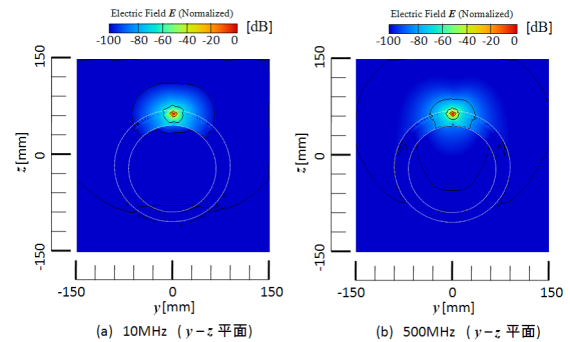 Electric Field E (Normalized)
[dB]
-100 -80 -60 -40 -20 0
150
0
-150
z [mm]
-150 0 150
y [mm]
(a) 10MHz ( y-z 平面)
Electric Field E (Normalized)
[dB]
-100 -80 -60 -40 -20 0
150
0
-150
z [mm]
-150 0 150
y [mm]
(b) 500MHz ( y-z 平面)